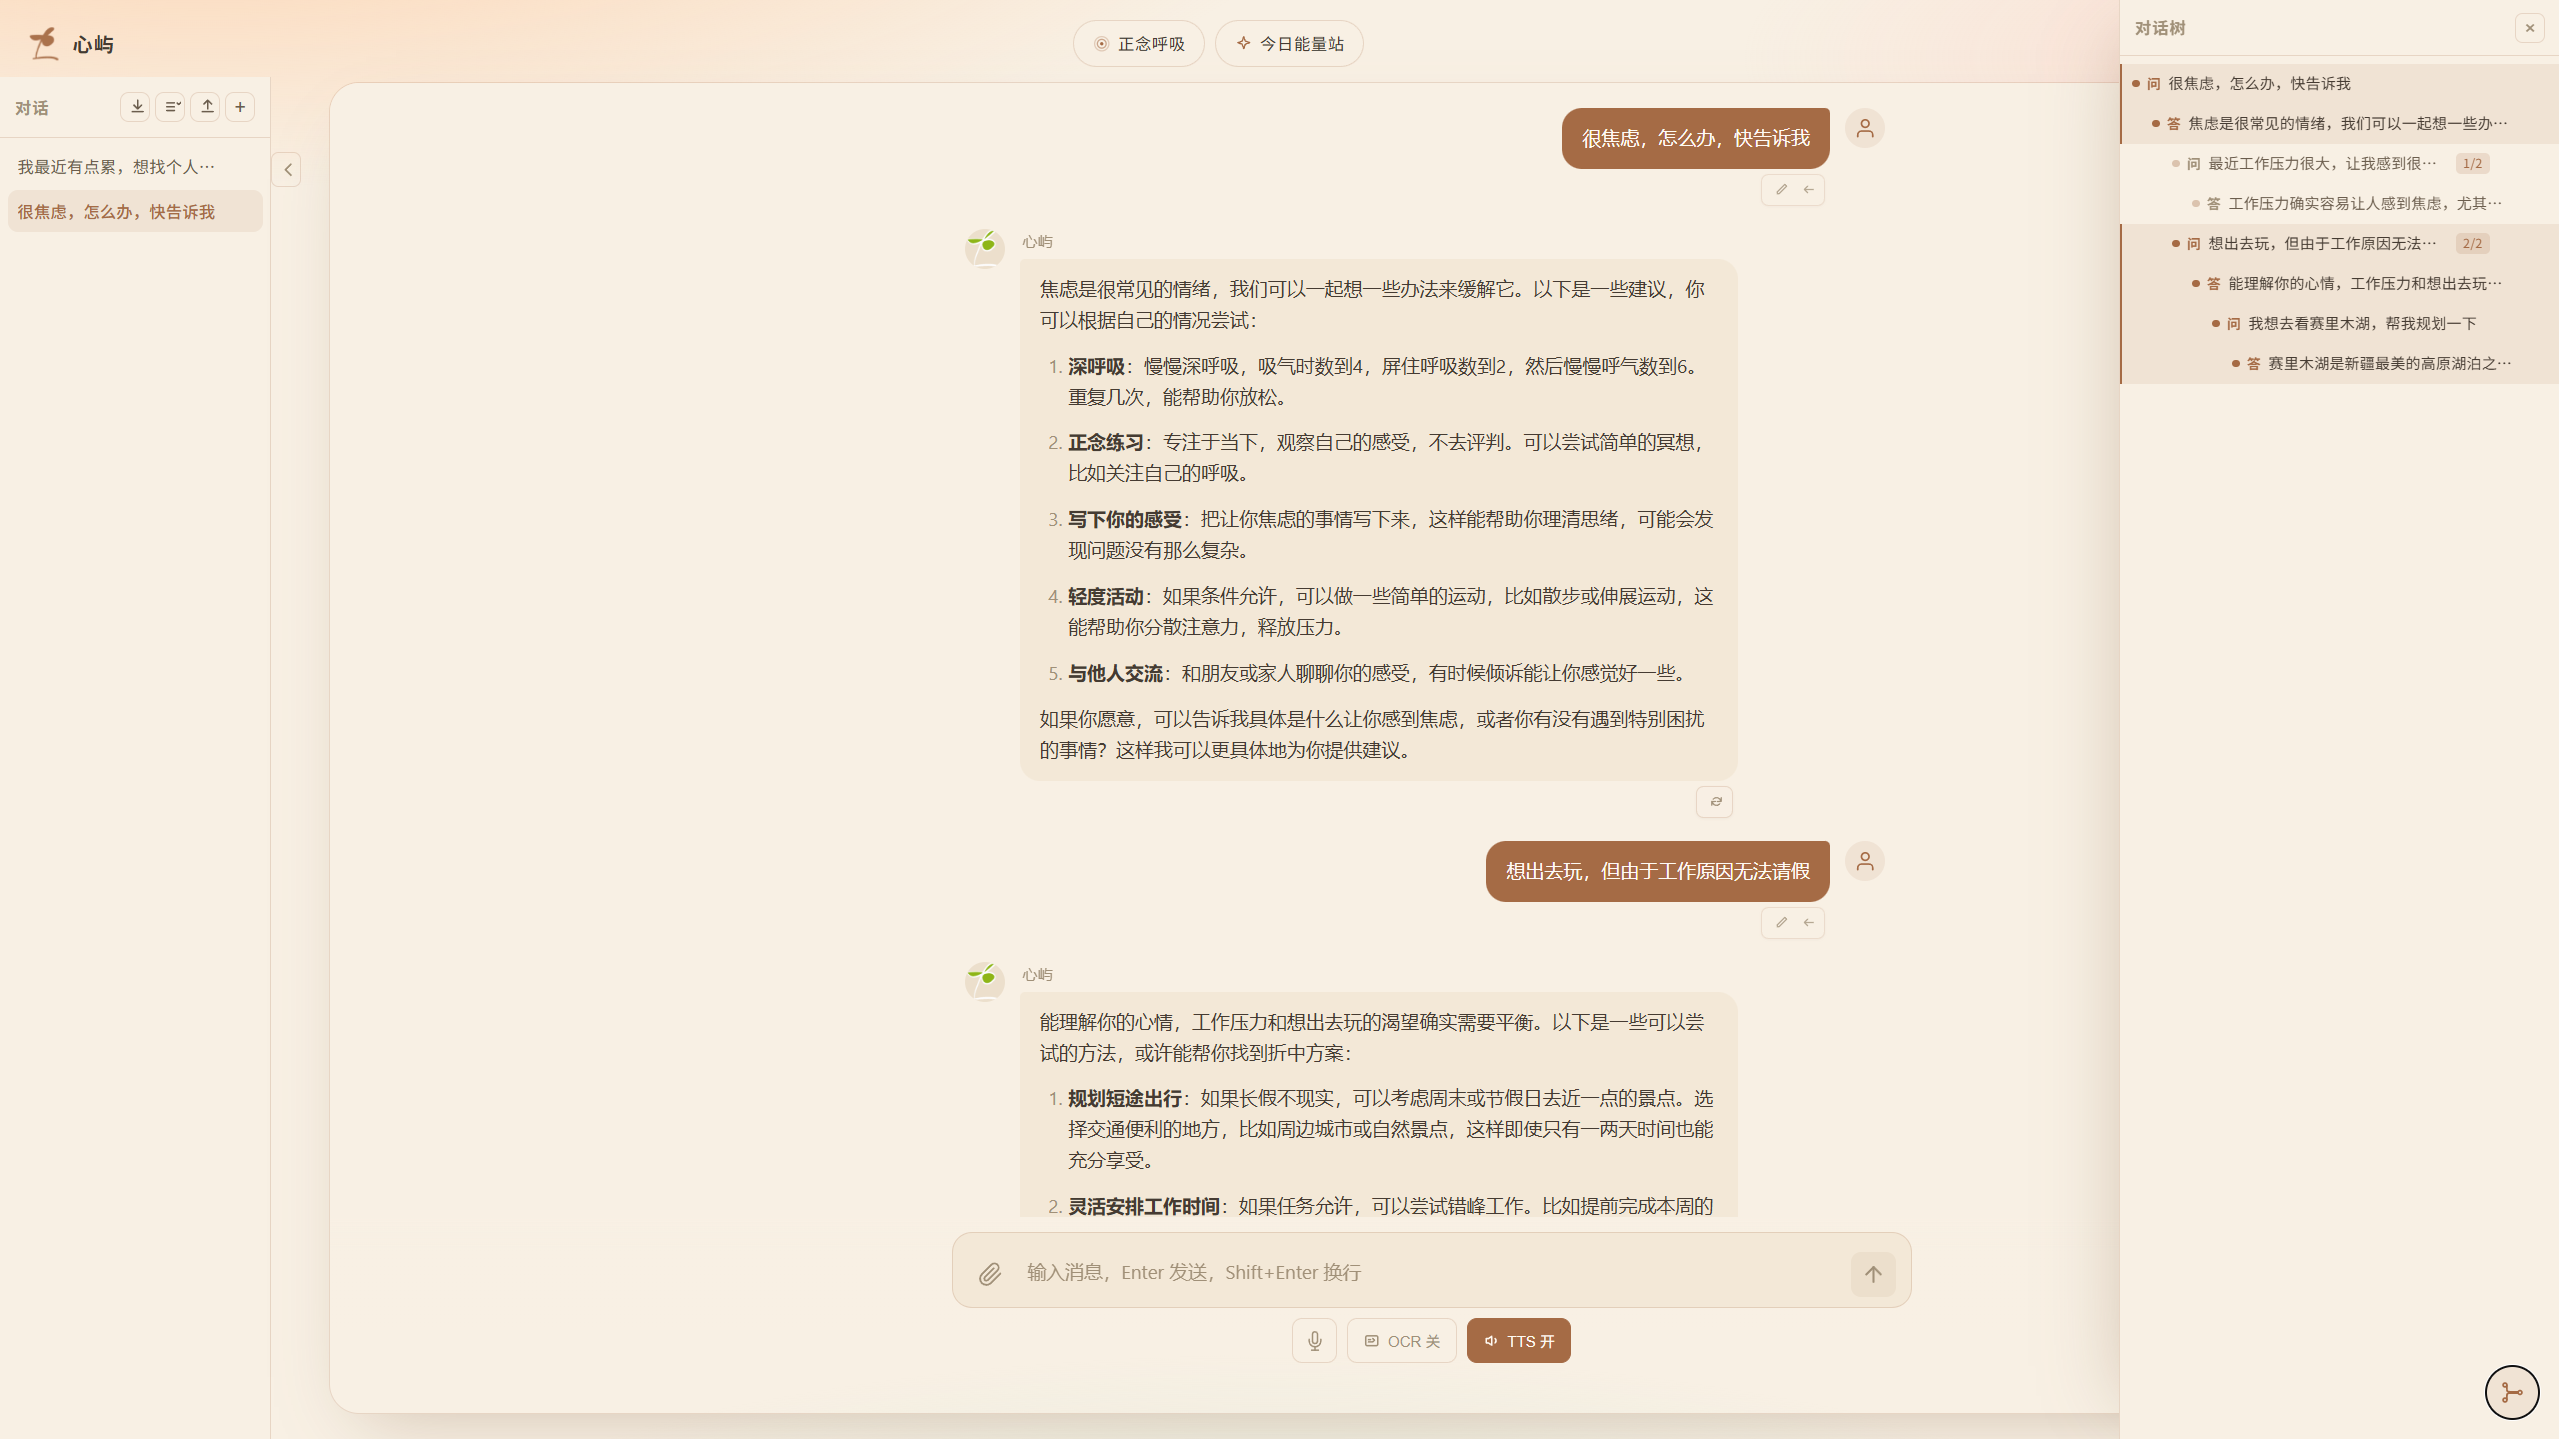 心屿
正念呼吸
今日能量站
对话
我最近有点累，想找个人…
很焦虑，怎么办，快告诉我
很焦虑，怎么办，快告诉我
心屿
焦虑是很常见的情绪，我们可以一起想一些办法来缓解它。以下是一些建议，你
可以根据自己的情况尝试：
1. 深呼吸：慢慢深呼吸，吸气时数到4，屏住呼吸数到2，然后慢慢呼气数到6。
重复几次，能帮助你放松。
2. 正念练习：专注于当下，观察自己的感受，不去评判。可以尝试简单的冥想，
比如关注自己的呼吸。
3. 写下你的感受：把让你焦虑的事情写下来，这样能帮助你理清思绪，可能会发
现问题没有那么复杂。
4. 轻度活动：如果条件允许，可以做一些简单的运动，比如散步或伸展运动，这
能帮助你分散注意力，释放压力。
5. 与他人交流：和朋友或家人聊聊你的感受，有时候倾诉能让你感觉好一些。
如果你愿意，可以告诉我具体是什么让你感到焦虑，或者你有没有遇到特别困扰
的事情？这样我可以更具体地为你提供建议。
想出去玩，但由于工作原因无法请假
心屿
能理解你的心情，工作压力和想出去玩的渴望确实需要平衡。以下是一些可以尝
试的方法，或许能帮你找到折中方案：
1. 规划短途出行：如果长假不现实，可以考虑周末或节假日去近一点的景点。选
择交通便利的地方，比如周边城市或自然景点，这样即使只有一两天时间也能
充分享受。
2. 灵活安排工作时间：如果任务允许，可以尝试错峰工作。比如提前完成本周的
输入消息，Enter 发送，Shift+Enter 换行
OCR 关
TTS 开
对话树
问 很焦虑，怎么办，快告诉我
答 焦虑是很常见的情绪，我们可以一起想一些办…
问 最近工作压力很大，让我感到很… 1/2
答 工作压力确实容易让人感到焦虑，尤其…
问 想出去玩，但由于工作原因无法… 2/2
答 能理解你的心情，工作压力和想出去玩…
问 我想去看赛里木湖，帮我规划一下
答 赛里木湖是新疆最美的高原湖泊之…